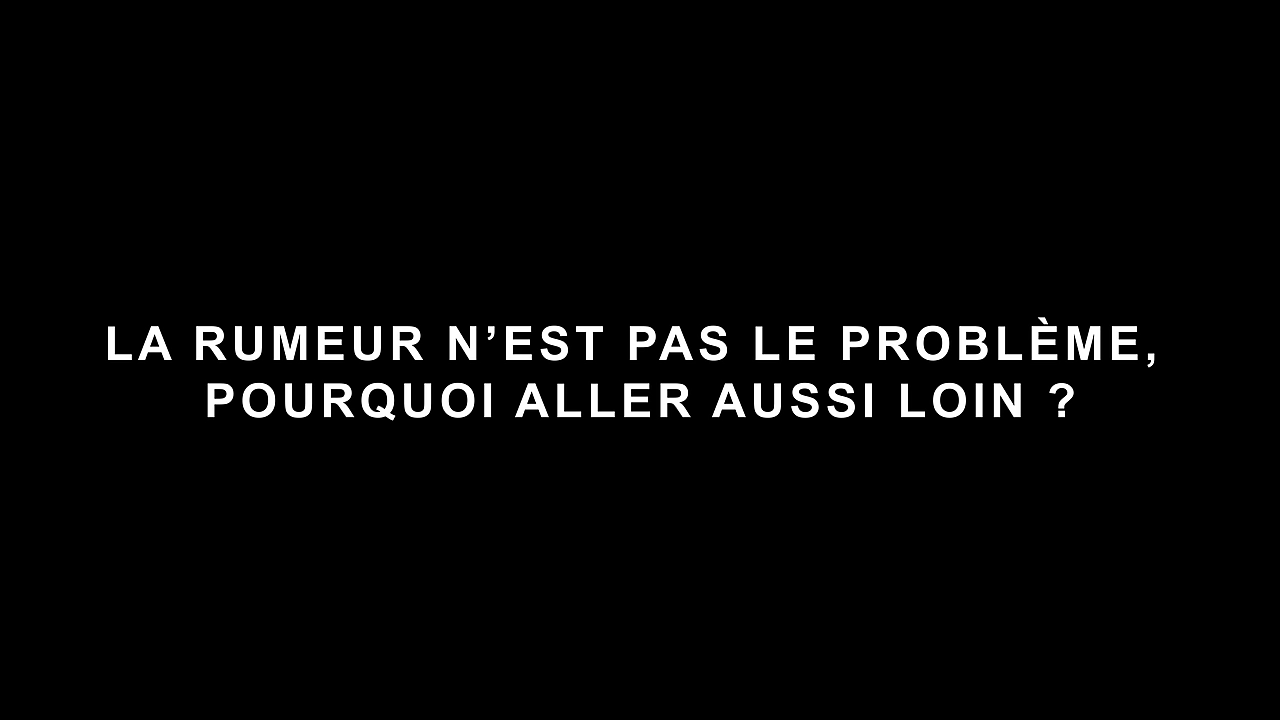 LA RUMEUR N’EST PAS LE PROBLÈME,
POURQUOI ALLER AUSSI LOIN ?